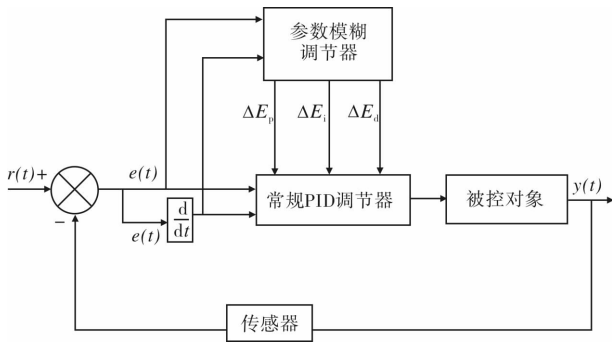 参数模糊
调节器
ΔE_p ΔE_i ΔE_d
r(t)+
e(t)
常规PID调节器
被控对象
y(t)
−
e(t)
d
dt
传感器